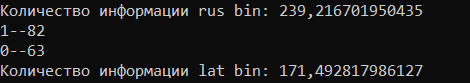 Количество информации rus bin: 239,216701950435
1--82
0--63
Количество информации lat bin: 171,492817986127